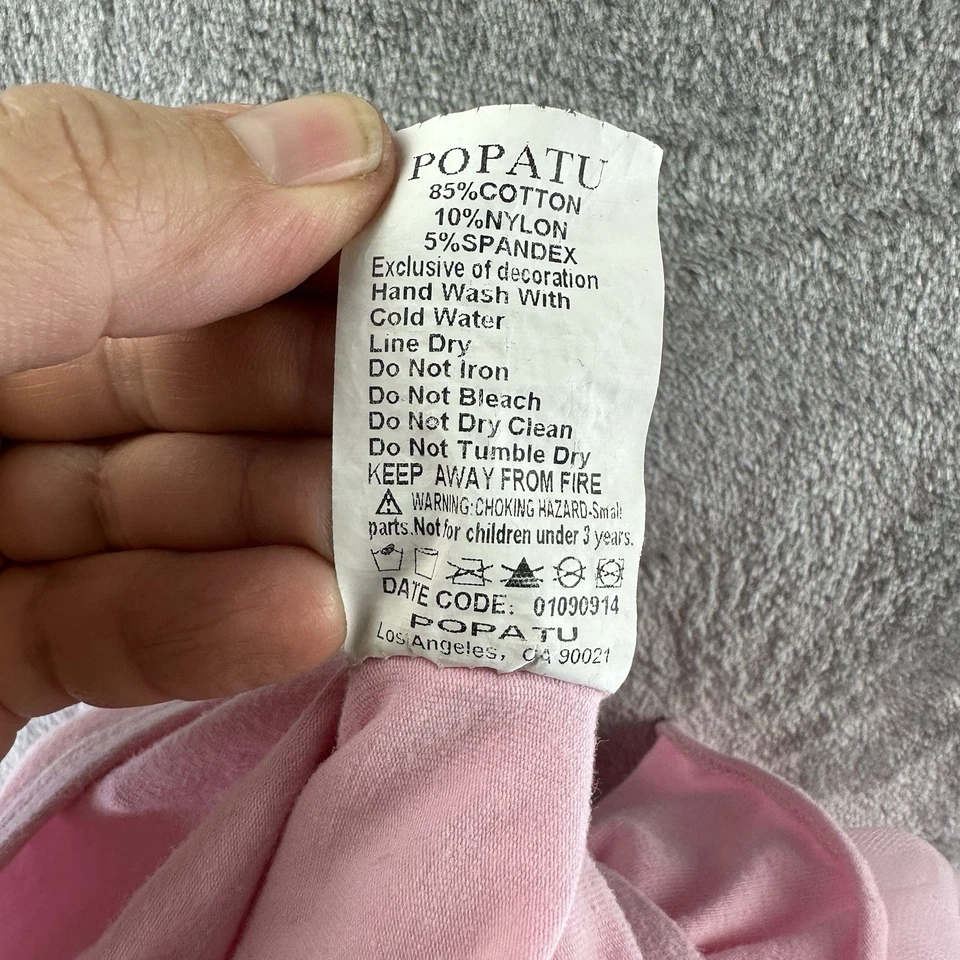 POPATU
85%COTTON
10%NYLON
5%SPANDEX
Exclusive of decoration
Hand Wash With
Cold Water
Line Dry
Do Not Iron
Do Not Bleach
Do Not Dry Clean
Do Not Tumble Dry
KEEP AWAY FROM FIRE
WARNING:CHOKING HAZARD-Small
parts.Not for children under 3 years.
DATE CODE: 01090914
POPATU
Los Angeles, CA 90021